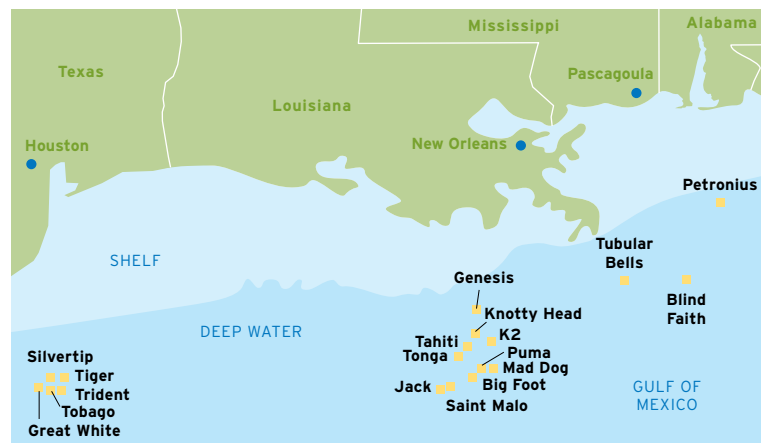 Mississippi
Alabama
Texas
Pascagoula
Louisiana
Houston
New Orleans
Petronius
SHELF
Tubular
Bells
Genesis
Blind
Faith
Knotty Head
DEEP WATER
K2
Tahiti
Tonga
Puma
Silvertip
Mad Dog
Tiger
Big Foot
Jack
Trident
Saint Malo
GULF OF
MEXICO
Tobago
Great White